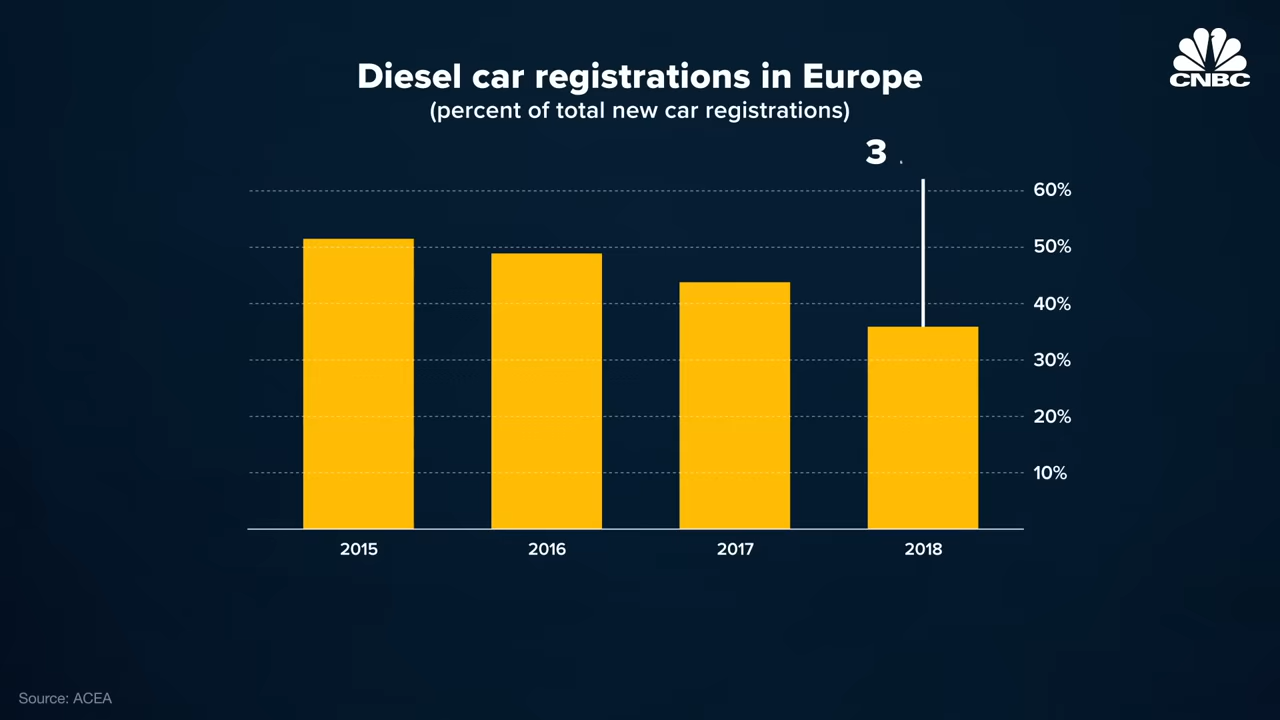 CNBC
Diesel car registrations in Europe
(percent of total new car registrations)
3
60%
50%
40%
30%
20%
10%
2015 2016 2017 2018
Source: ACEA